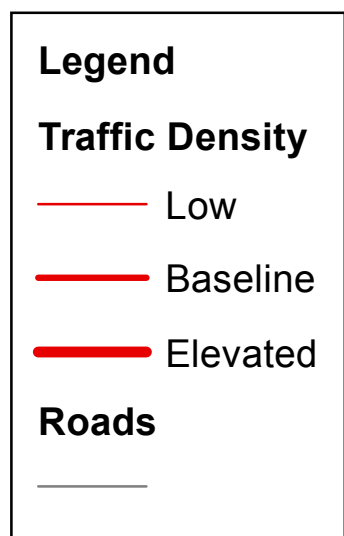 Legend
Traffic Density
Low
Baseline
Elevated
Roads